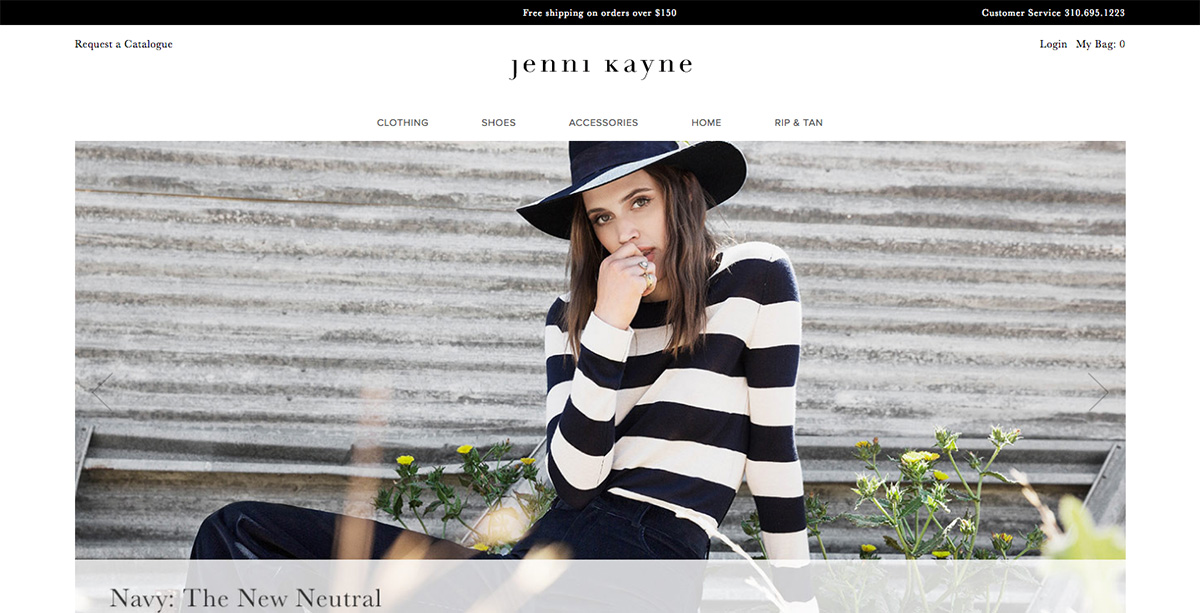 Free shipping on orders over $150
Customer Service 310.695.1223
Request a Catalogue
Login My Bag: 0
jenni kayne
CLOTHING SHOES ACCESSORIES HOME RIP & TAN
Navy: The New Neutral